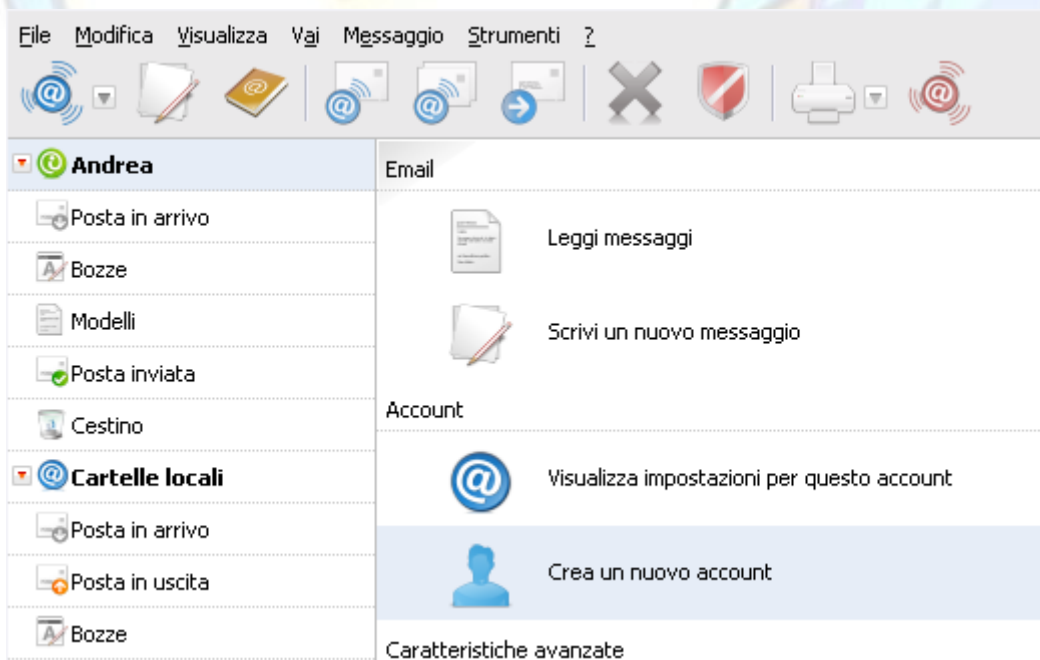 File Modifica Visualizza Vai Messaggio Strumenti ?
Andrea
Posta in arrivo
Bozze
Modelli
Posta inviata
Cestino
Cartelle locali
Posta in arrivo
Posta in uscita
Bozze
Email
Leggi messaggi
Scrivi un nuovo messaggio
Account
Visualizza impostazioni per questo account
Crea un nuovo account
Caratteristiche avanzate